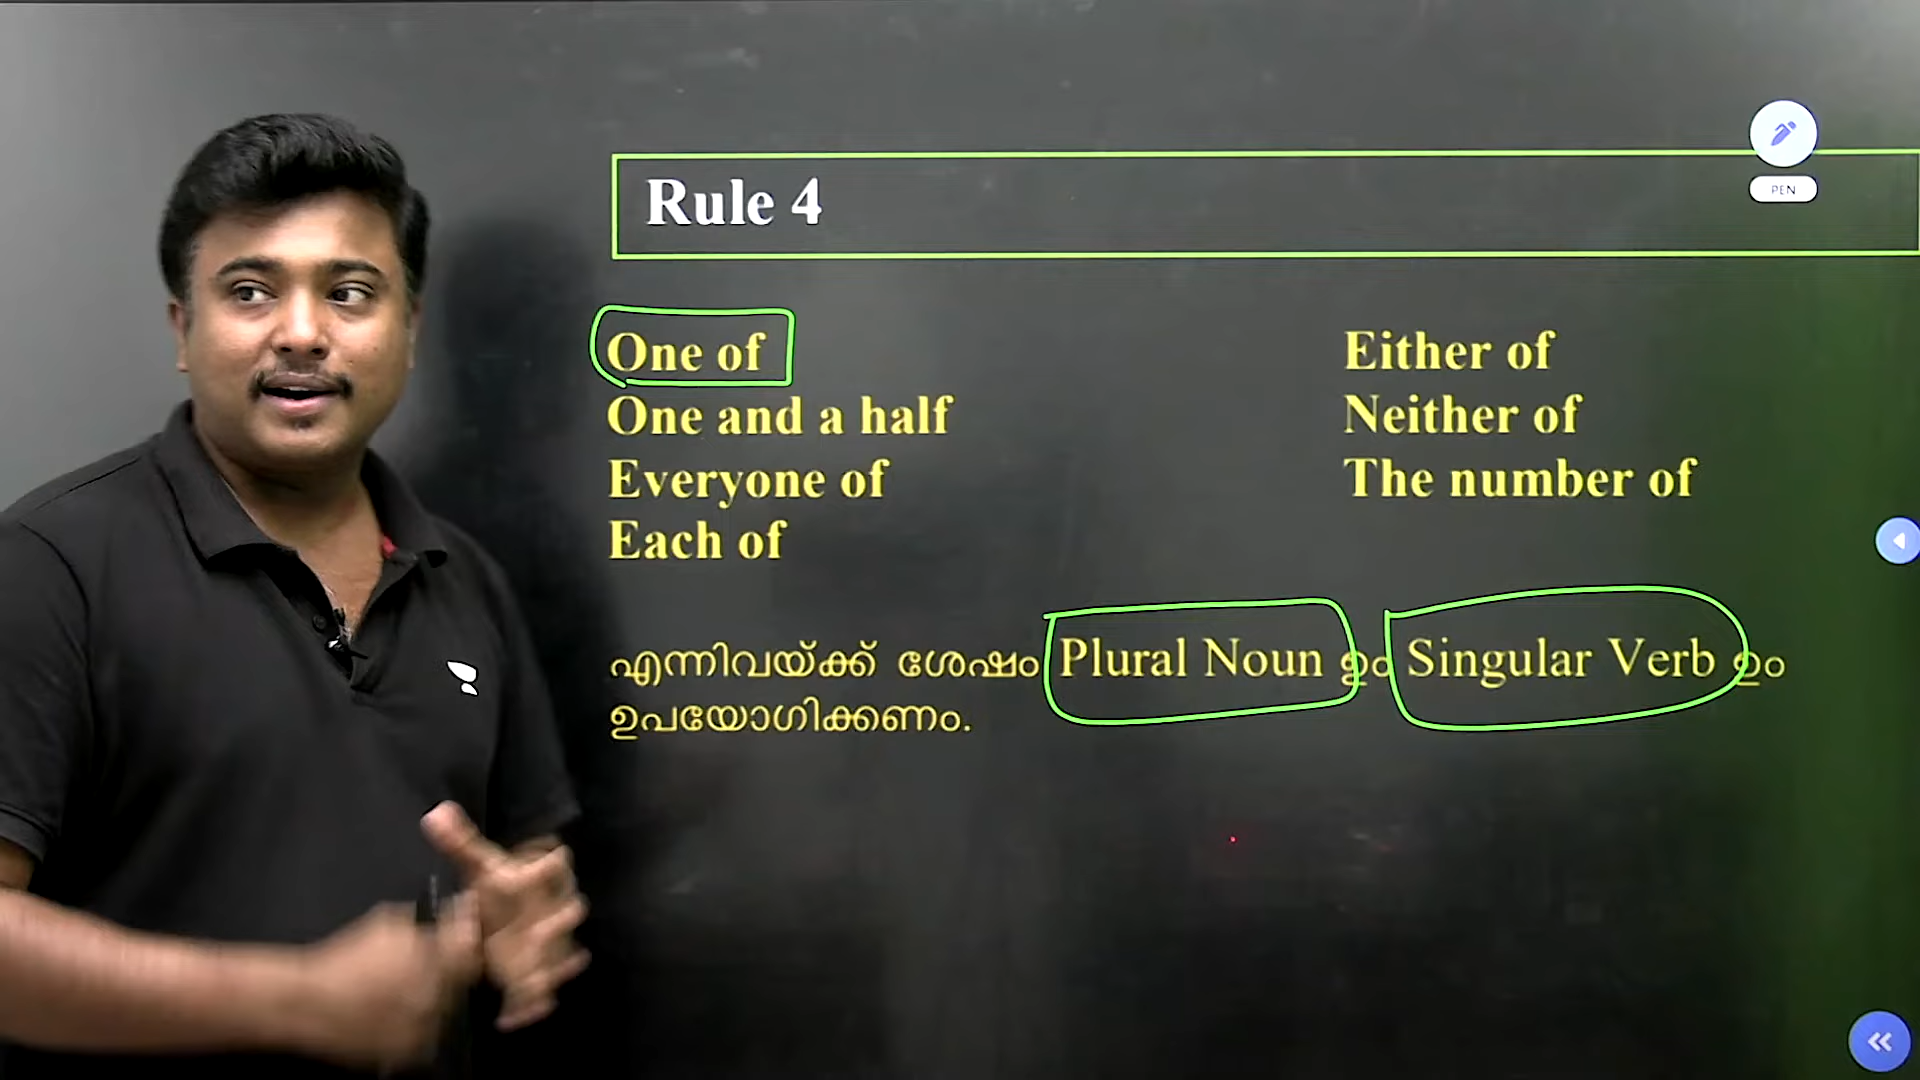 Rule 4
PEN
One of
One and a half
Everyone of
Each of
Either of
Neither of
The number of
എന്നിവയ്ക്ക് ശേഷം Plural Noun ഉം Singular Verb ഉം
ഉപയോഗിക്കണം.